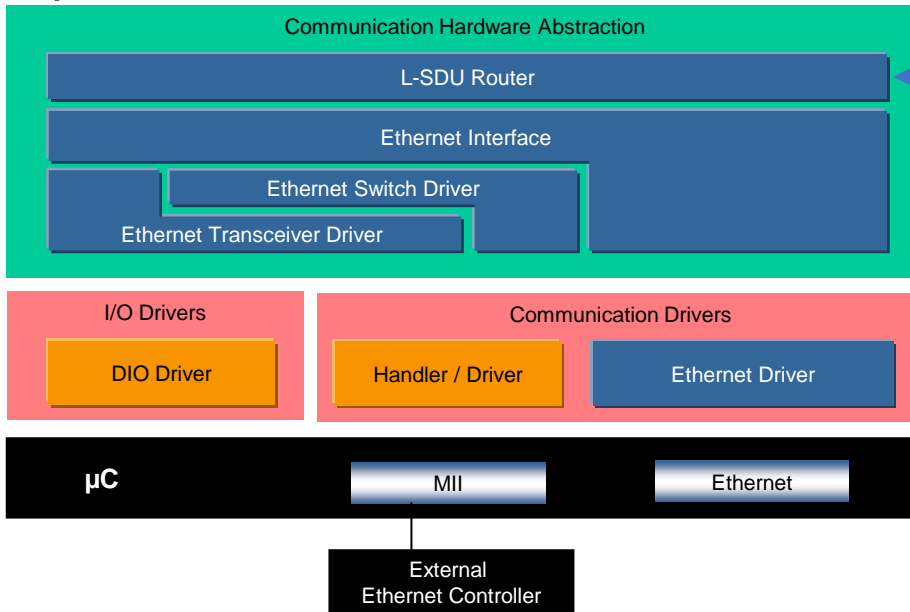 Communication Hardware Abstraction
L-SDU Router
Ethernet Interface
Ethernet Switch Driver
Ethernet Transceiver Driver
I/O Drivers
Communication Drivers
DIO Driver
Handler / Driver
Ethernet Driver
µC
MII
Ethernet
External
Ethernet Controller